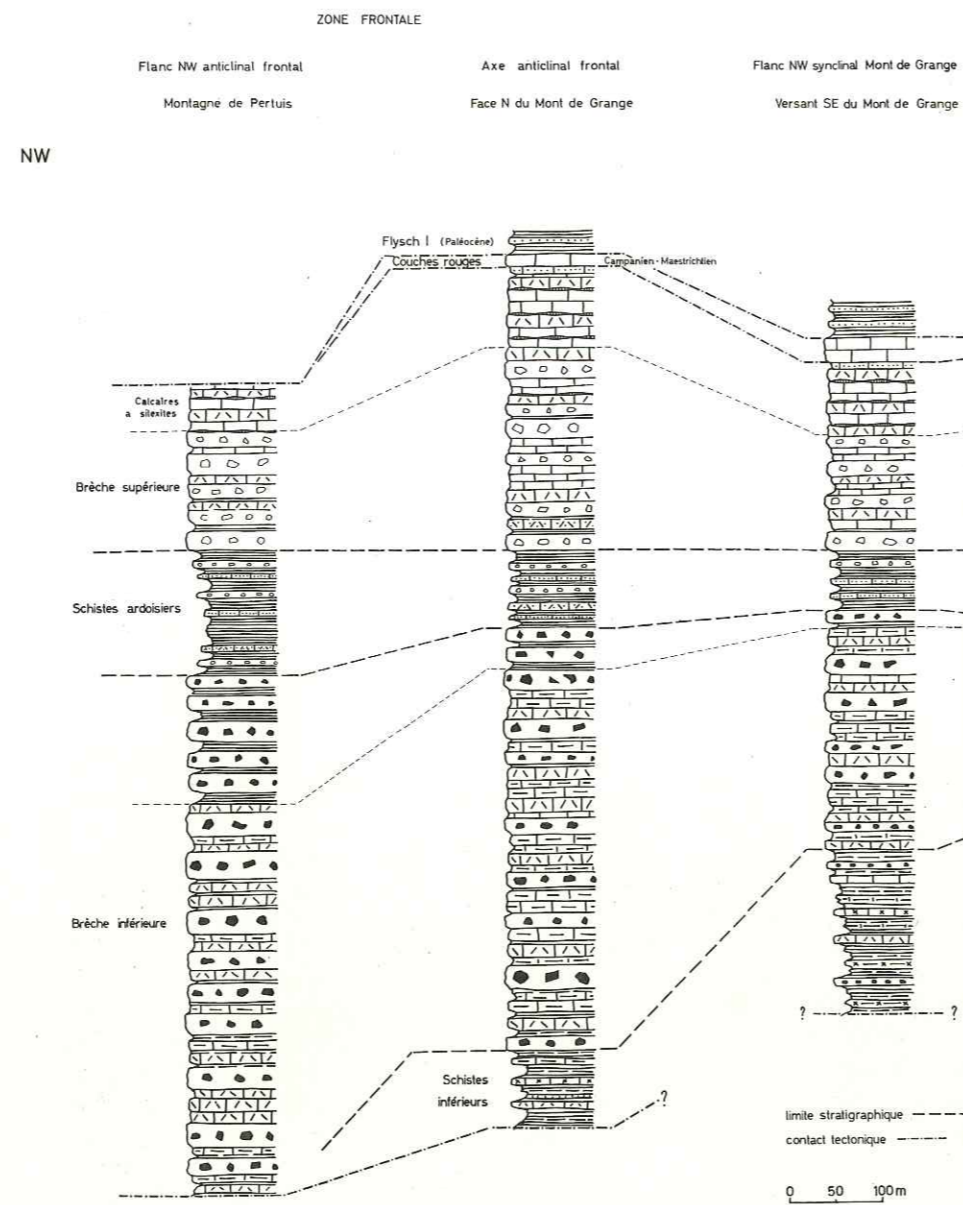 ZONE FRONTALE
Flanc NW anticlinal frontal
Montagne de Pertuis
Axe anticlinal frontal
Face N du Mont de Grange
Flanc NW synclinal Mont de Grange
Versant SE du Mont de Grange
NW
Flysch I (Paléocène)
Couches rouges
Campanien-Maestrichtien
Calcaires
a silexites
Brèche supérieure
Schistes ardoisiers
Brèche inférieure
Schistes
inférieurs
?
? ?
limite stratigraphique
contact tectonique
0 50 100m